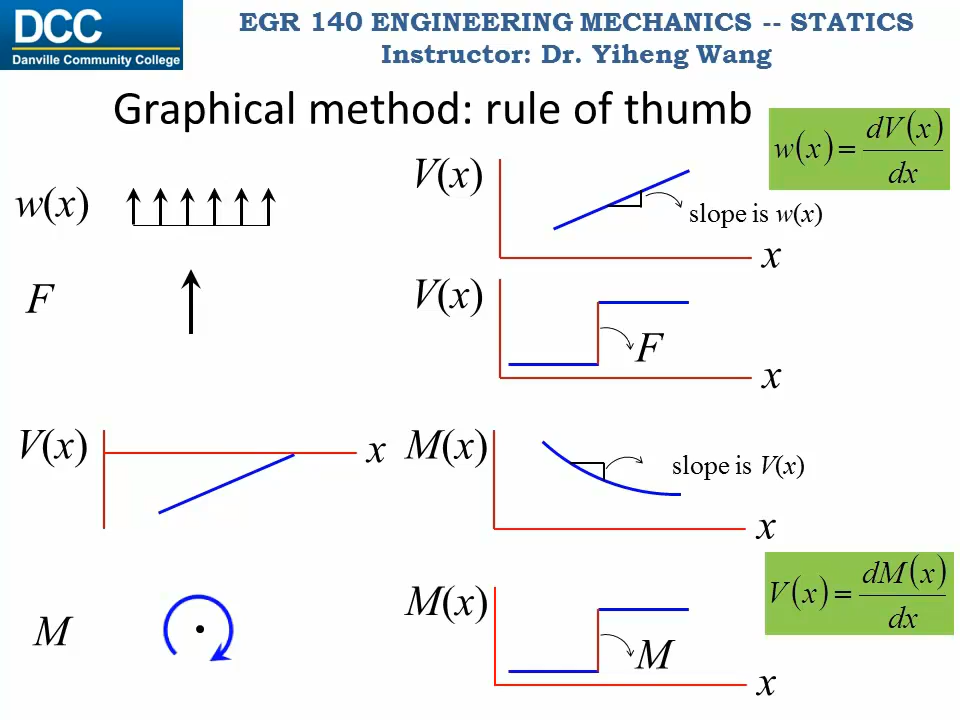 DCC
Danville Community College
EGR 140 ENGINEERING MECHANICS -- STATICS
Instructor: Dr. Yiheng Wang
Graphical method: rule of thumb
w(x) = dV(x)/dx
w(x)
V(x)
slope is w(x)
x
F
V(x)
F
x
V(x)
x
M(x)
slope is V(x)
x
V(x) = dM(x)/dx
M
M(x)
M
x